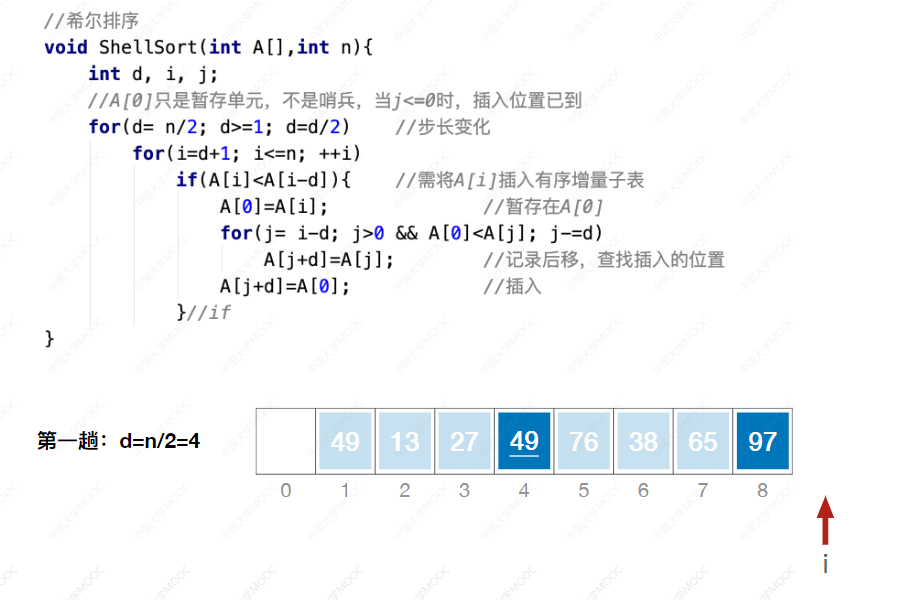 //希尔排序
void ShellSort(int A[],int n){
int d, i, j;
//A[0]只是暂存单元，不是哨兵，当j<=0时，插入位置已到
for(d= n/2; d>=1; d=d/2) //步长变化
for(i=d+1; i<=n; ++i)
if(A[i]<A[i-d]){ //需将A[i]插入有序增量子表
A[0]=A[i]; //暂存在A[0]
for(j= i-d; j>0 && A[0]<A[j]; j-=d)
A[j+d]=A[j]; //记录后移，查找插入的位置
A[j+d]=A[0]; //插入
}//if
}
第一趟：d=n/2=4 49 13 27 49 76 38 65 97
0 1 2 3 4 5 6 7 8
i